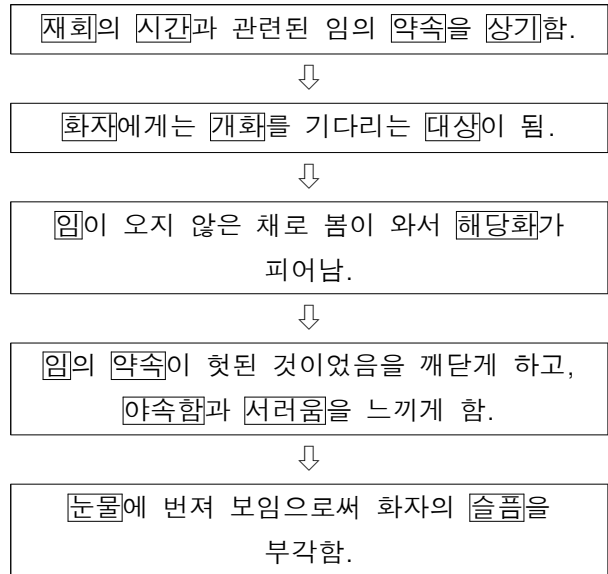 재회의 시간과 관련된 임의 약속을 상기함.
⇩
화자에게는 개화를 기다리는 대상이 됨.
⇩
임이 오지 않은 채로 봄이 와서 해당화가
피어남.
⇩
임의 약속이 헛된 것이었음을 깨닫게 하고,
야속함과 서러움을 느끼게 함.
⇩
눈물에 번져 보임으로써 화자의 슬픔을
부각함.